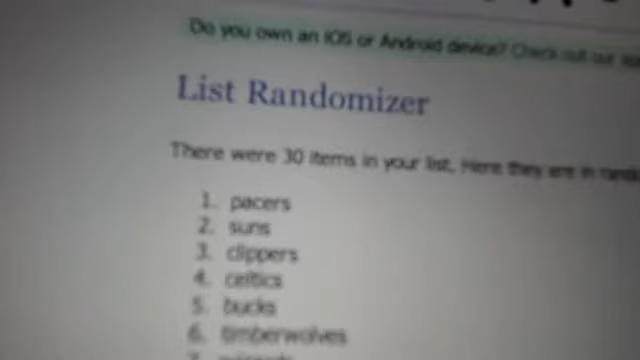 Do you own an iOS or Android device? Check out our
List Randomizer
There were 30 items in your list. Here they are in
1. pacers
2. suns
3. clippers
4. celtics
5. bucks
6. timberwolves